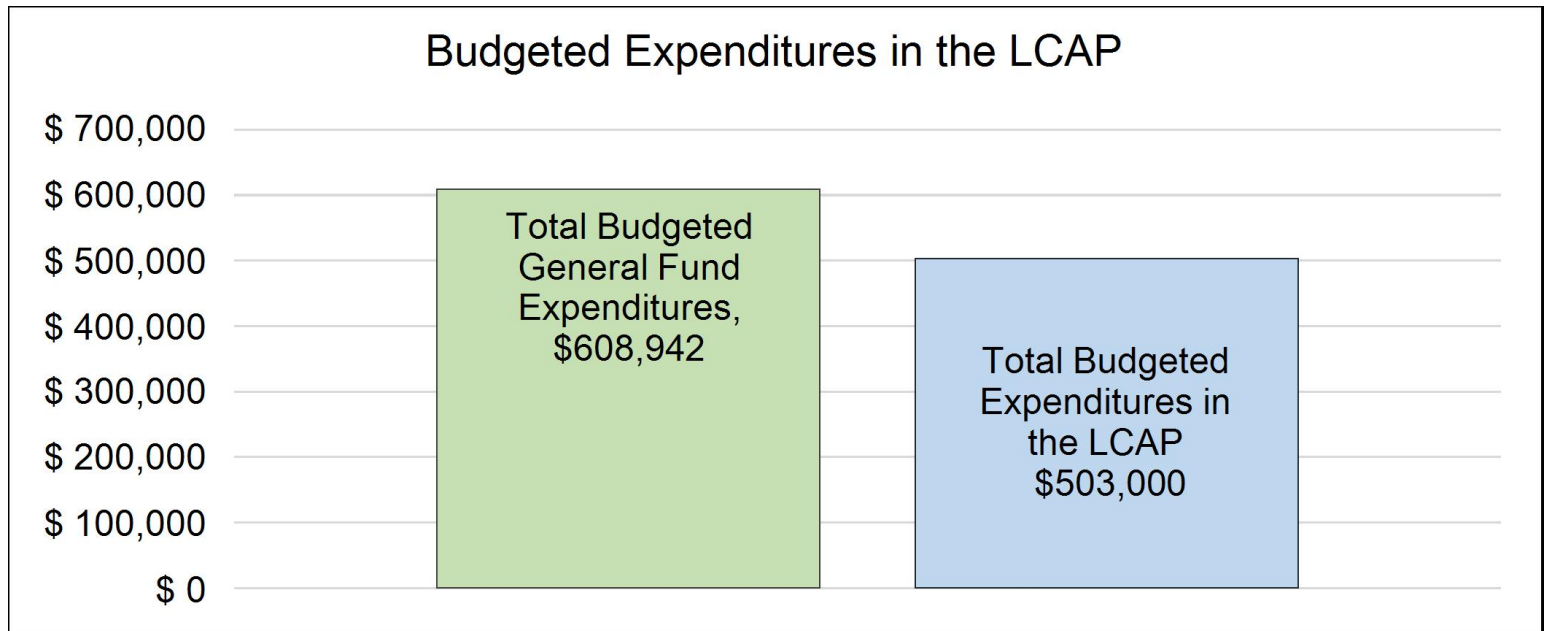 Budgeted Expenditures in the LCAP
$ 700,000
$ 600,000
$ 500,000
$ 400,000
$ 300,000
$ 200,000
$ 100,000
$ 0
Total Budgeted
General Fund
Expenditures,
$608,942
Total Budgeted
Expenditures in
the LCAP
$503,000